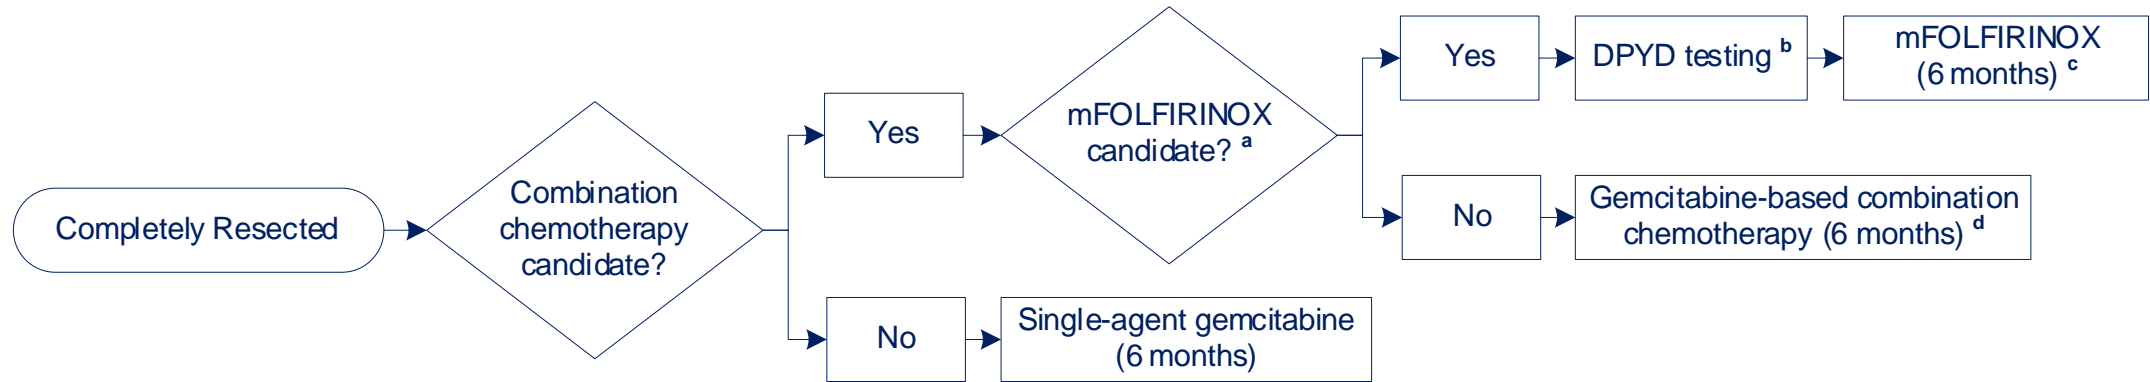 Completely Resected
Combination
chemotherapy
candidate?
Yes
mFOLFIRINOX
candidate? a
Yes
DPYD testing b
mFOLFIRINOX
(6 months) c
No
Gemcitabine-based combination
chemotherapy (6 months) d
No
Single-agent gemcitabine
(6 months)